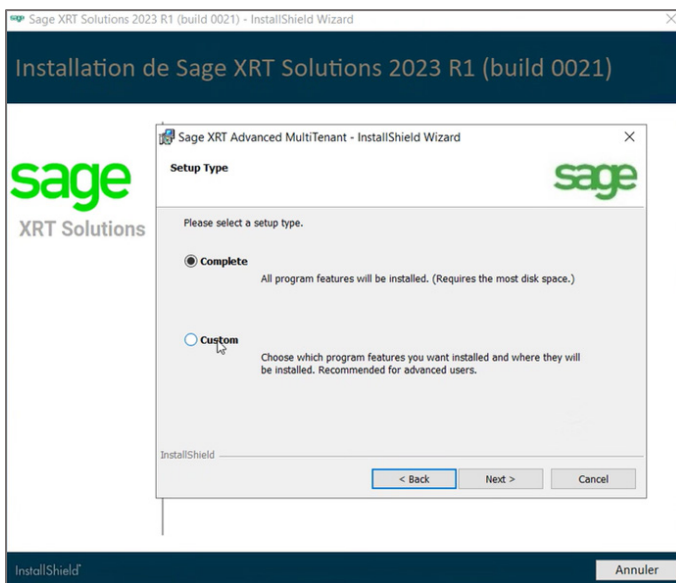 Sage XRT Solutions 2023 R1 (build 0021) - InstallShield Wizard
Installation de Sage XRT Solutions 2023 R1 (build 0021)
sage
XRT Solutions
Sage XRT Advanced MultiTenant - InstallShield Wizard
Setup Type
sage
Please select a setup type.
Complete
All program features will be installed. (Requires the most disk space.)
Custom
Choose which program features you want installed and where they will
be installed. Recommended for advanced users.
InstallShield
< Back
Next >
Cancel
InstallShield
Annuler